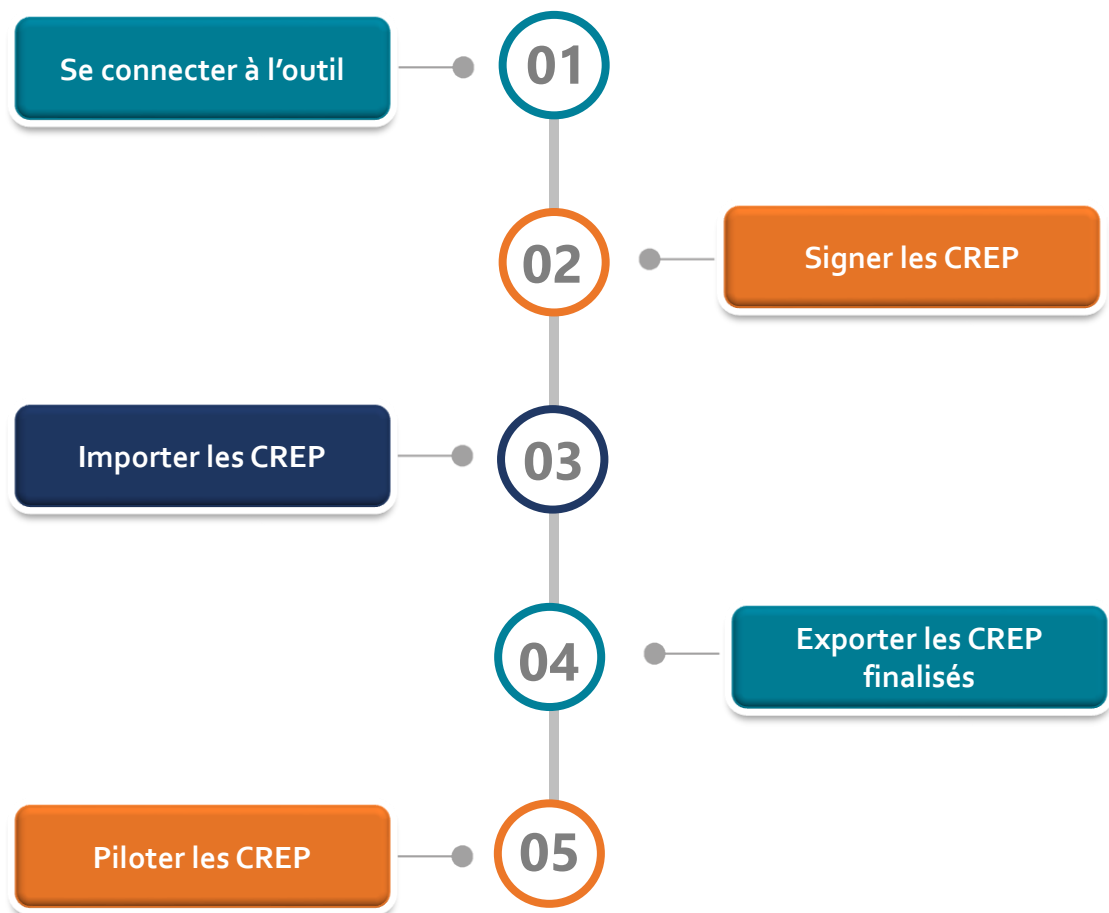 Se connecter à l’outil
01
02
Signer les CREP
Importer les CREP
03
04
Exporter les CREP
finalisés
Piloter les CREP
05